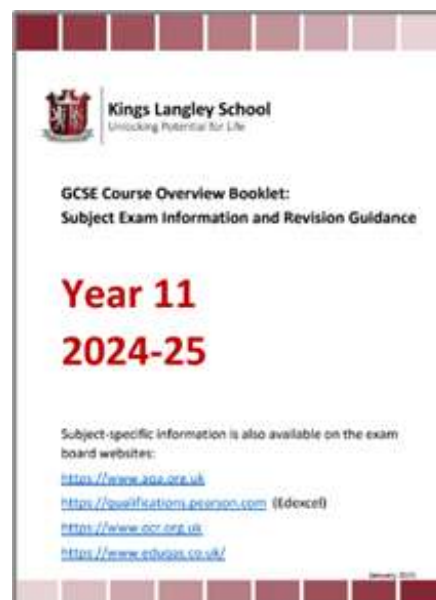 Kings Langley School
Unlocking Potential for Life
GCSE Course Overview Booklet:
Subject Exam Information and Revision Guidance
Year 11
2024-25
Subject-specific information is also available on the exam
board websites:
https://www.aqa.org.uk
https://qualifications.pearson.com (Edexcel)
https://www.ocr.org.uk
https://www.eduqas.co.uk/
January 2025